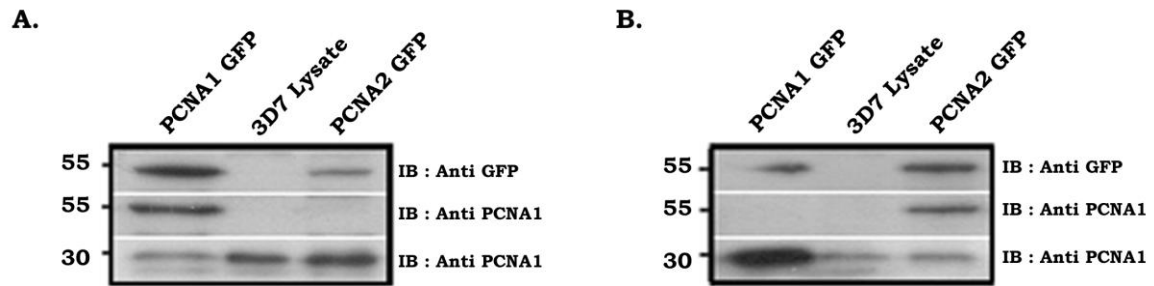 A.
PCNA1 GFP
3D7 Lysate
PCNA2 GFP
55
IB : Anti GFP
55
IB : Anti PCNA1
30
IB : Anti PCNA1
B.
PCNA1 GFP
3D7 Lysate
PCNA2 GFP
55
IB : Anti GFP
55
IB : Anti PCNA1
30
IB : Anti PCNA1